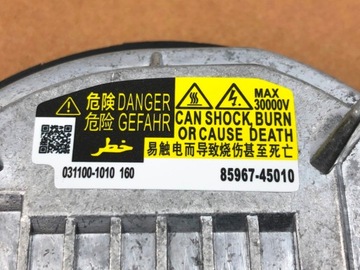 危険 DANGER
危险 GEFAHR
خطر
MAX
30000V
CAN SHOCK, BURN
OR CAUSE DEATH
易触电而导致烧伤甚至死亡
031100-1010 160
85967-45010